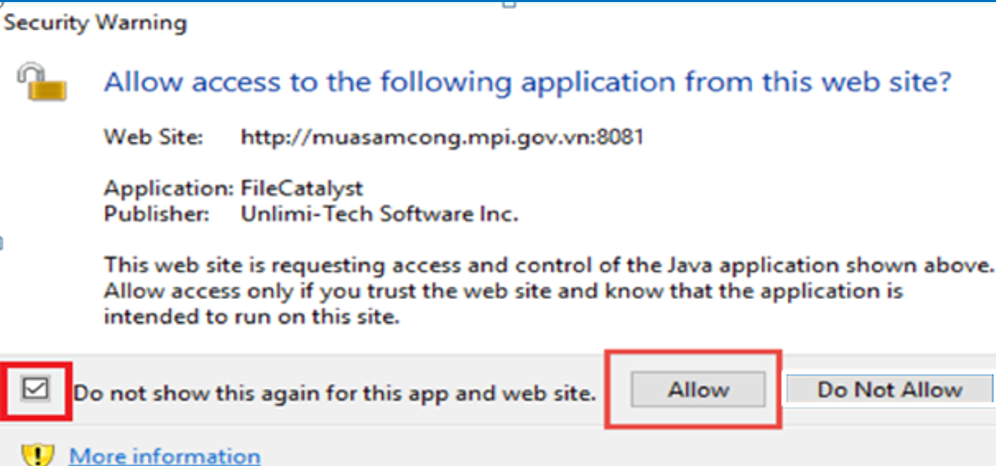 Security Warning
Allow access to the following application from this web site?
Web Site: http://muasamcong.mpi.gov.vn:8081
Application: FileCatalyst
Publisher: Unlimi-Tech Software Inc.
This web site is requesting access and control of the Java application shown above.
Allow access only if you trust the web site and know that the application is
intended to run on this site.
Do not show this again for this app and web site. Allow Do Not Allow
More information